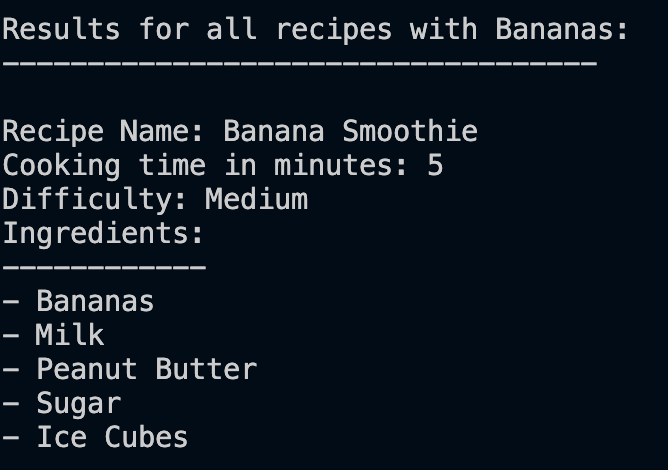 Results for all recipes with Bananas:
-----------------------------------
Recipe Name: Banana Smoothie
Cooking time in minutes: 5
Difficulty: Medium
Ingredients:
------------
- Bananas
- Milk
- Peanut Butter
- Sugar
- Ice Cubes